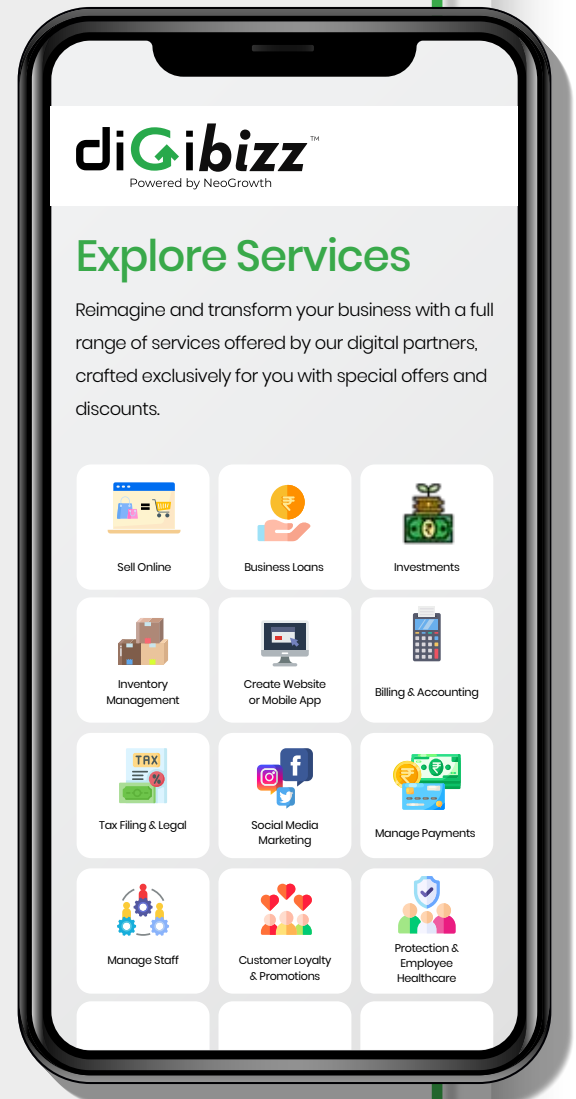 diGibizz™
Powered by NeoGrowth
Explore Services
Reimagine and transform your business with a full
range of services offered by our digital partners,
crafted exclusively for you with special offers and
discounts.
=
₹
₹
Sell Online
Business Loans
Investments
Inventory
Management
Create Website
or Mobile App
Billing & Accounting
TAX
%
f
₹
₹
Tax Filing & Legal
Social Media
Marketing
Manage Payments
Manage Staff
Customer Loyalty
& Promotions
Protection &
Employee
Healthcare